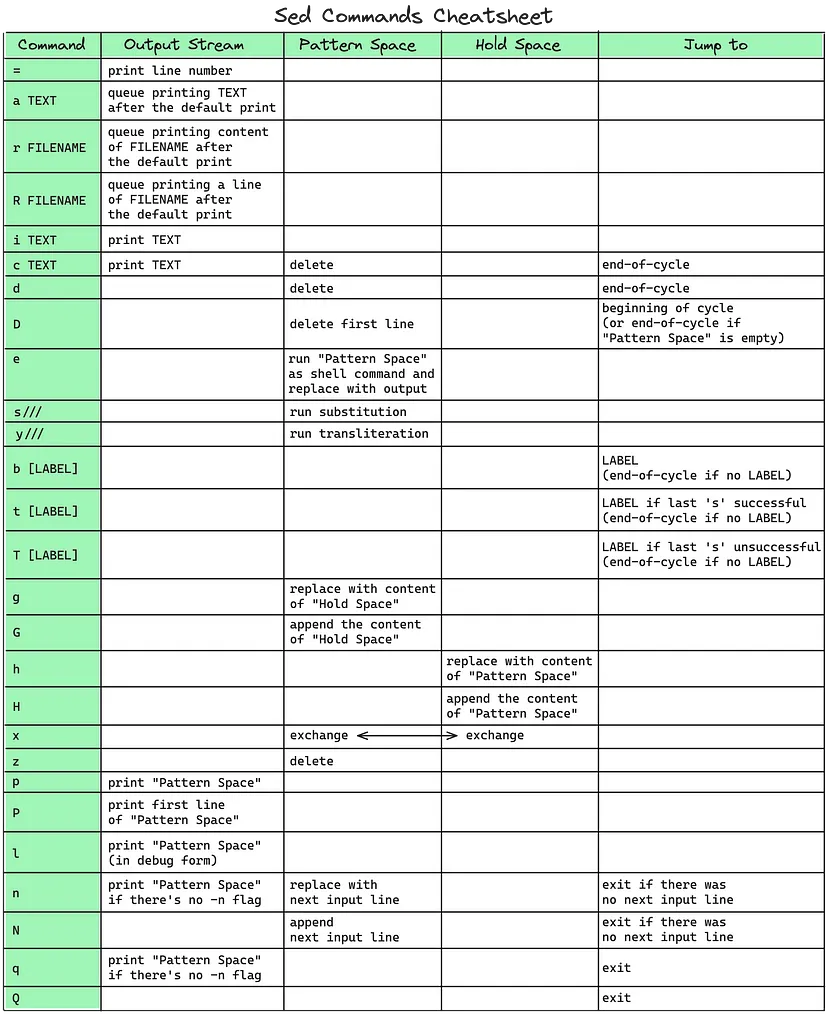 Sed Commands Cheatsheet
Command Output Stream Pattern Space Hold Space Jump to
= print line number
a TEXT queue printing TEXT
after the default print
r FILENAME queue printing content
of FILENAME after
the default print
R FILENAME queue printing a line
of FILENAME after
the default print
i TEXT print TEXT
c TEXT print TEXT delete end-of-cycle
d delete end-of-cycle
D delete first line beginning of cycle
(or end-of-cycle if
"Pattern Space" is empty)
e run "Pattern Space"
as shell command and
replace with output
s/// run substitution
y/// run transliteration
b [LABEL] LABEL
(end-of-cycle if no LABEL)
t [LABEL] LABEL if last 's' successful
(end-of-cycle if no LABEL)
T [LABEL] LABEL if last 's' unsuccessful
(end-of-cycle if no LABEL)
g replace with content
of "Hold Space"
G append the content
of "Hold Space"
h replace with content
of "Pattern Space"
H append the content
of "Pattern Space"
x exchange exchange
z delete
p print "Pattern Space"
P print first line
of "Pattern Space"
l print "Pattern Space"
(in debug form)
n print "Pattern Space" replace with exit if there was
if there's no -n flag next input line no next input line
N append exit if there was
next input line no next input line
q print "Pattern Space" exit
if there's no -n flag
Q exit